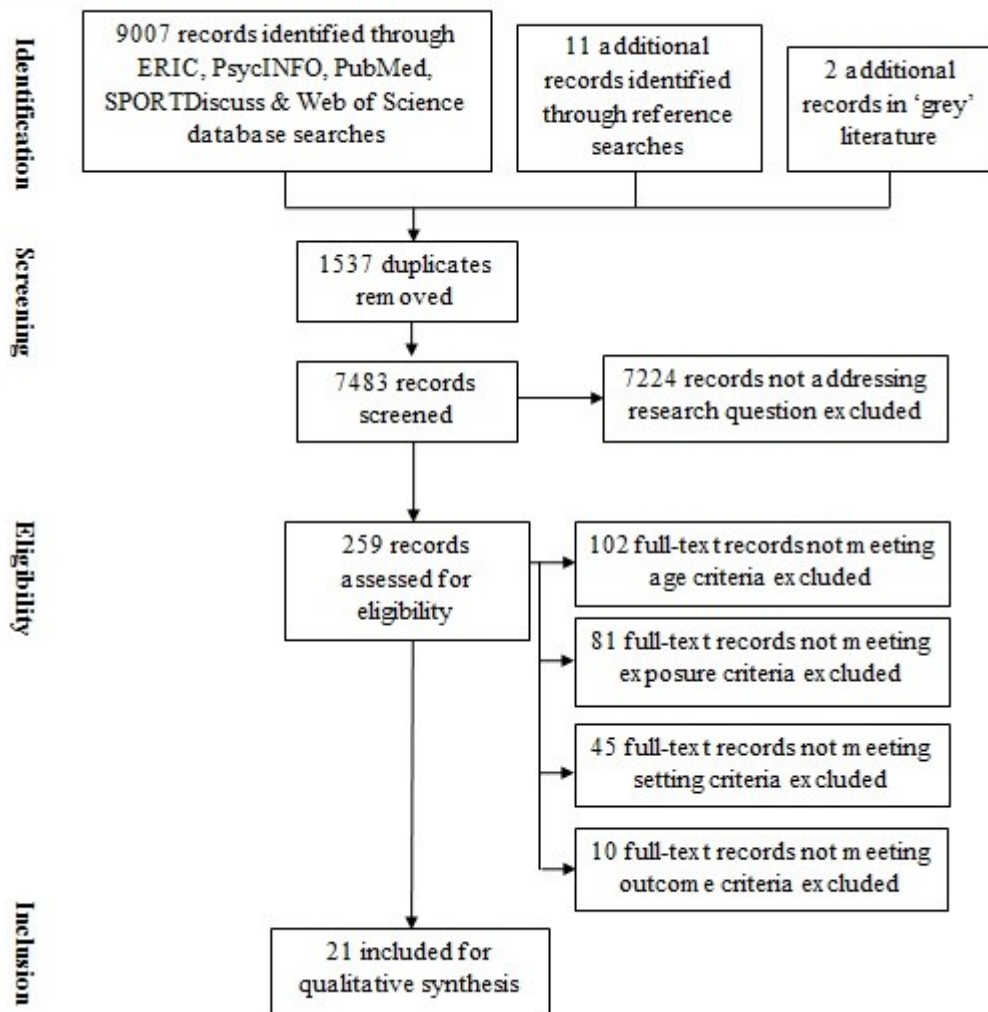 Identification
9007 records identified through
ERIC, PsycINFO, PubMed,
SPORTDiscuss & Web of Science
database searches
11 additional
records identified
through reference
searches
2 additional
records in ‘grey’
literature
Screening
1537 duplicates
removed
7483 records
screened
7224 records not addressing
research question excluded
Eligibility
259 records
assessed for
eligibility
102 full-text records not meeting
age criteria excluded
81 full-text records not meeting
exposure criteria excluded
45 full-text records not meeting
setting criteria excluded
10 full-text records not meeting
outcome criteria excluded
Inclusion
21 included for
qualitative synthesis